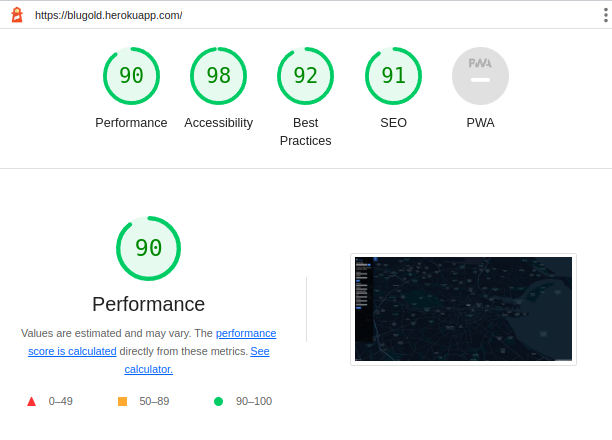 https://blugold.herokuapp.com/
90
98
92
91
PWA
Performance
Accessibility
Best
Practices
SEO
PWA
90
Performance
Values are estimated and may vary. The performance
score is calculated directly from these metrics. See
calculator.
0–49
50–89
90–100